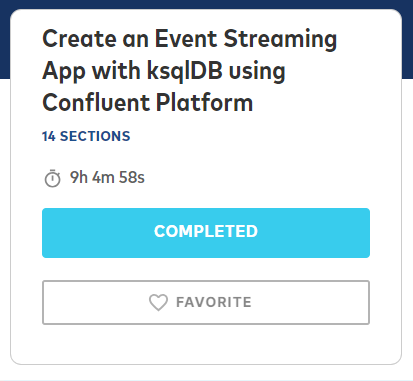 Create an Event Streaming
App with ksqlDB using
Confluent Platform
14 SECTIONS
9h 4m 58s
COMPLETED
FAVORITE